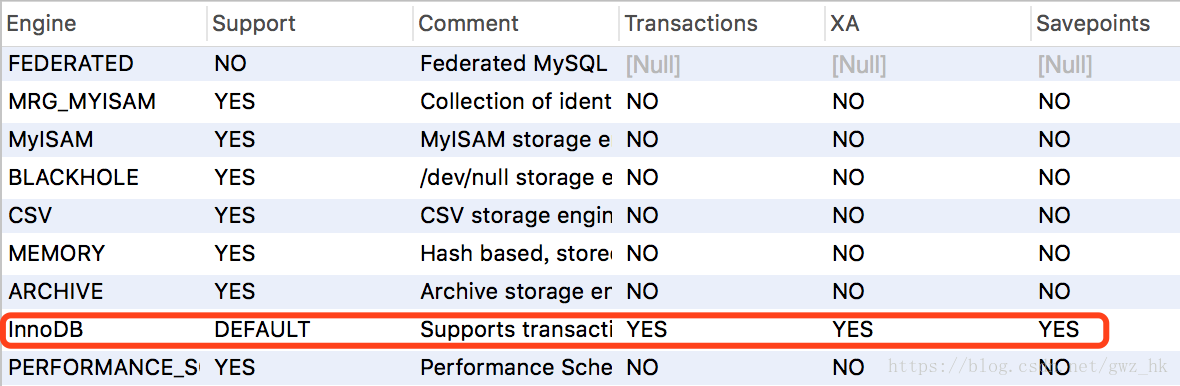 Engine Support Comment Transactions XA Savepoints
FEDERATED NO Federated MySQL [Null] [Null] [Null]
MRG_MYISAM YES Collection of ident NO NO NO
MyISAM YES MyISAM storage e NO NO NO
BLACKHOLE YES /dev/null storage e NO NO NO
CSV YES CSV storage engin NO NO NO
MEMORY YES Hash based, store NO NO NO
ARCHIVE YES Archive storage en NO NO NO
InnoDB DEFAULT Supports transacti YES YES YES
PERFORMANCE_S YES Performance Sche NO NO NO
https://blog.csdn.net/gwz_hk